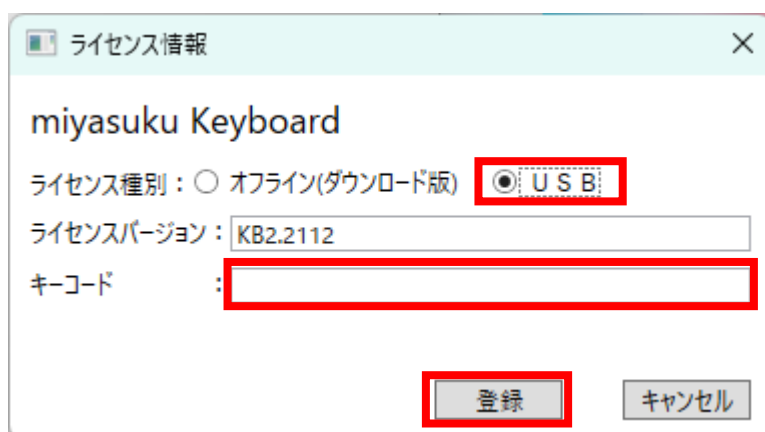 ライセンス情報
miyasuku Keyboard
ライセンス種別：○ オフライン(ダウンロード版) ◉ ＵＳＢ
ライセンスバージョン：KB2.2112
キーコード ：
登録 キャンセル